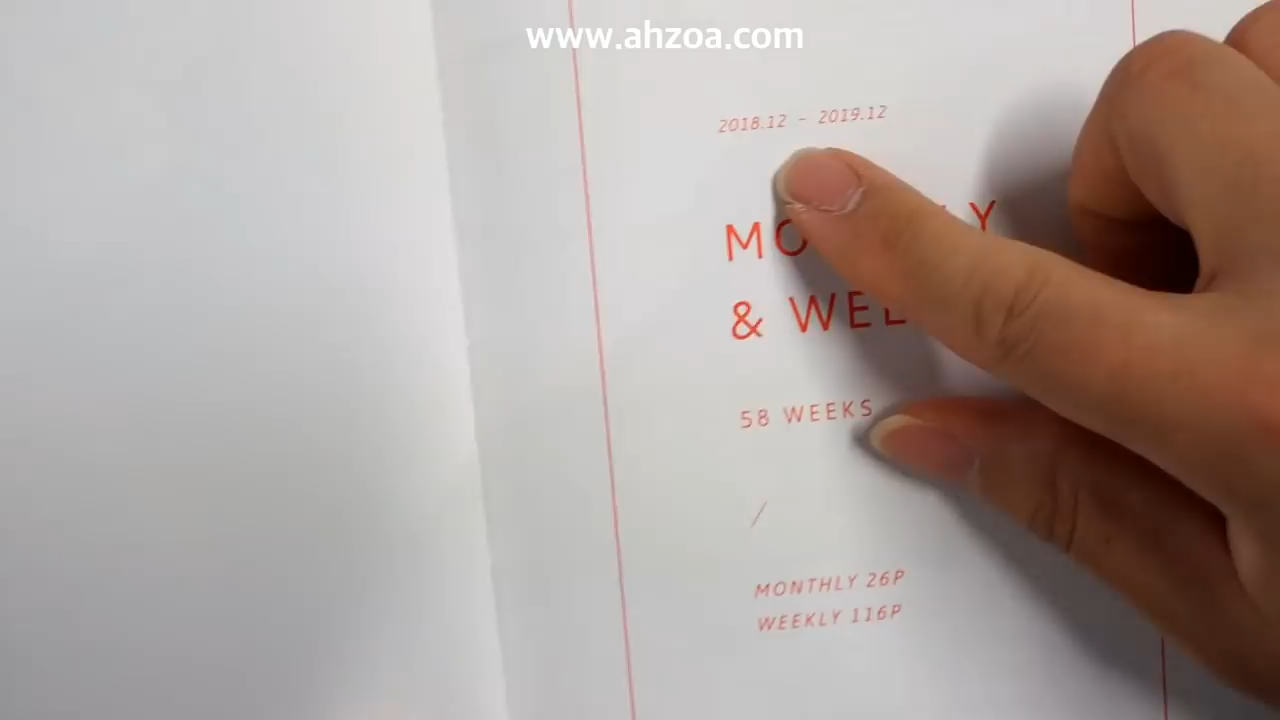 www.ahzoa.com
2018.12 - 2019.12
&
58 WEEKS
/
MONTHLY 26P
WEEKLY 116P